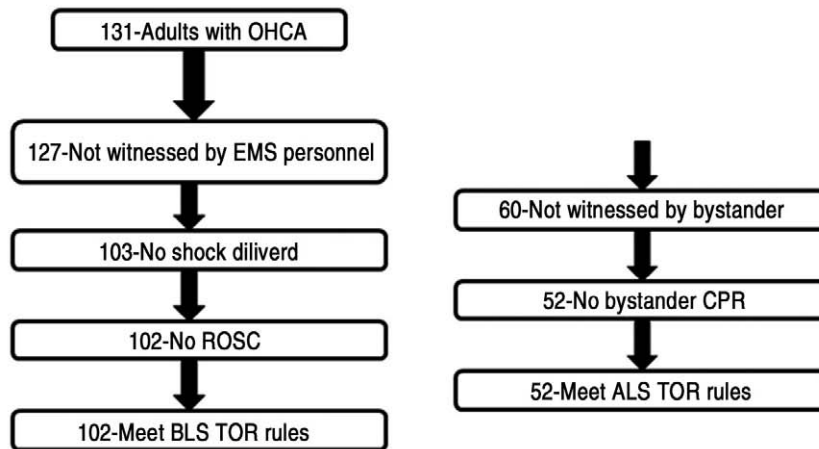 131-Adults with OHCA
127-Not witnessed by EMS personnel
103-No shock diliverd
102-No ROSC
102-Meet BLS TOR rules
60-Not witnessed by bystander
52-No bystander CPR
52-Meet ALS TOR rules